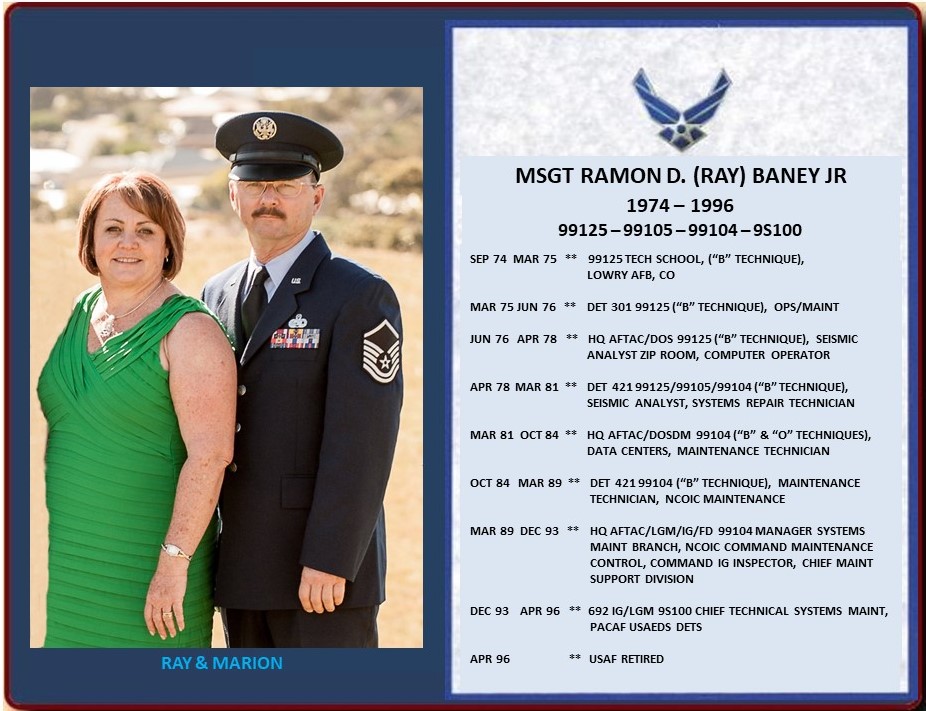 MSGT RAMON D. (RAY) BANEY JR
1974 – 1996
99125 – 99105 – 99104 – 9S100
SEP 74 MAR 75 ** 99125 TECH SCHOOL, (“B” TECHNIQUE),
LOWRY AFB, CO
MAR 75 JUN 76 ** DET 301 99125 (“B” TECHNIQUE), OPS/MAINT
JUN 76 APR 78 ** HQ AFTAC/DOS 99125 (“B” TECHNIQUE), SEISMIC
ANALYST ZIP ROOM, COMPUTER OPERATOR
APR 78 MAR 81 ** DET 421 99125/99105/99104 (“B” TECHNIQUE),
SEISMIC ANALYST, SYSTEMS REPAIR TECHNICIAN
MAR 81 OCT 84 ** HQ AFTAC/DOSDM 99104 (“B” & “O” TECHNIQUES),
DATA CENTERS, MAINTENANCE TECHNICIAN
OCT 84 MAR 89 ** DET 421 99104 (“B” TECHNIQUE), MAINTENANCE
TECHNICIAN, NCOIC MAINTENANCE
MAR 89 DEC 93 ** HQ AFTAC/LGM/IG/FD 99104 MANAGER SYSTEMS
MAINT BRANCH, NCOIC COMMAND MAINTENANCE
CONTROL, COMMAND IG INSPECTOR, CHIEF MAINT
SUPPORT DIVISION
DEC 93 APR 96 ** 692 IG/LGM 9S100 CHIEF TECHNICAL SYSTEMS MAINT,
PACAF USAEDS DETS
APR 96 ** USAF RETIRED
U.S.
RAY & MARION